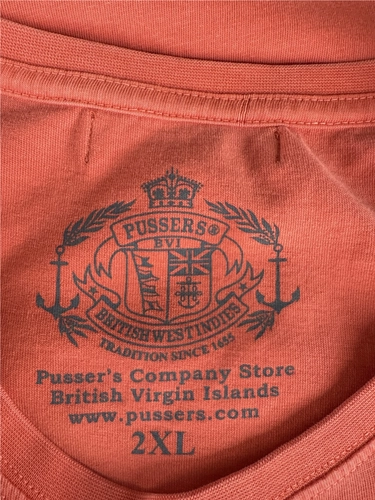 PUSSERS®
BVI
BRITISH WEST INDIES
TRADITION SINCE 1655
Pusser's Company Store
British Virgin Islands
www.pussers.com
2XL